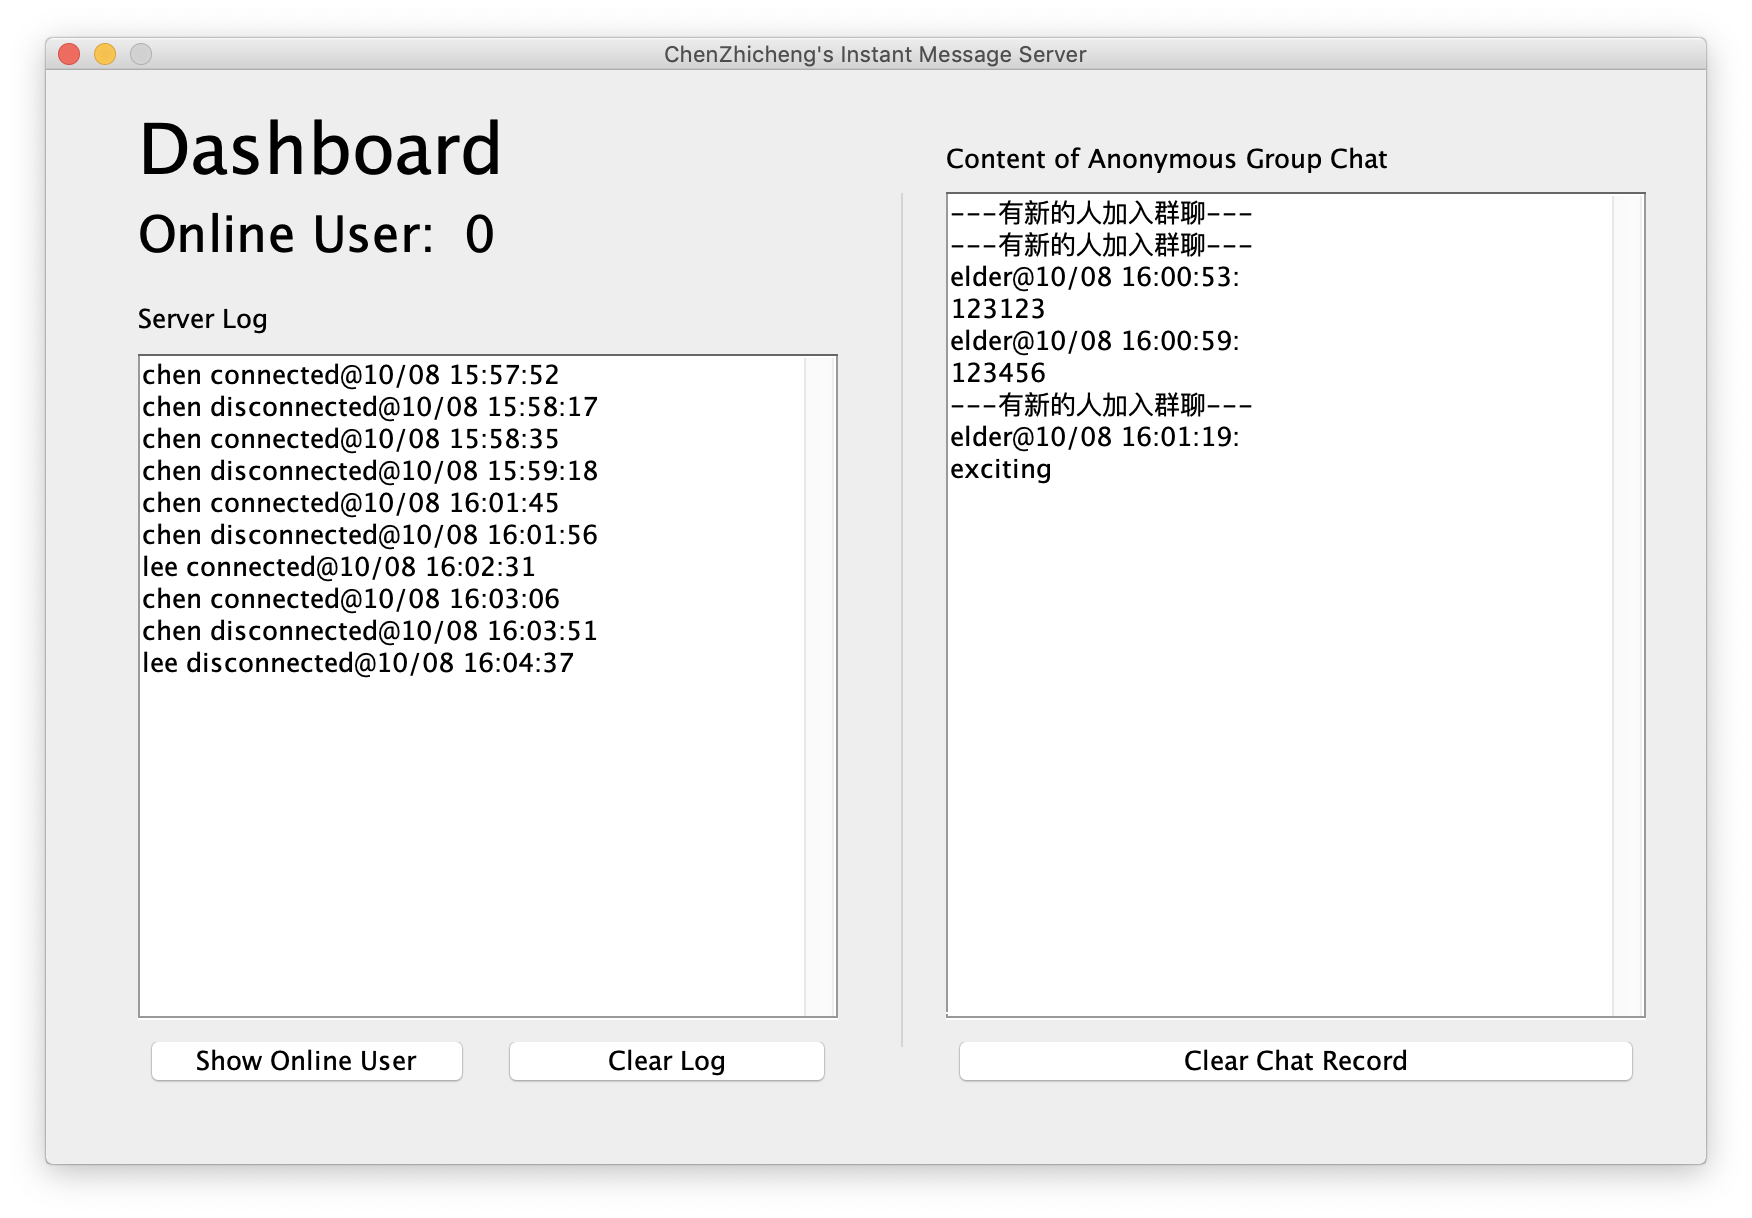 ChenZhicheng's Instant Message Server
Dashboard
Online User: 0
Server Log
chen connected@10/08 15:57:52
chen disconnected@10/08 15:58:17
chen connected@10/08 15:58:35
chen disconnected@10/08 15:59:18
chen connected@10/08 16:01:45
chen disconnected@10/08 16:01:56
lee connected@10/08 16:02:31
chen connected@10/08 16:03:06
chen disconnected@10/08 16:03:51
lee disconnected@10/08 16:04:37
Show Online User
Clear Log
Content of Anonymous Group Chat
---有新的人加入群聊---
---有新的人加入群聊---
elder@10/08 16:00:53:
123123
elder@10/08 16:00:59:
123456
---有新的人加入群聊---
elder@10/08 16:01:19:
exciting
Clear Chat Record